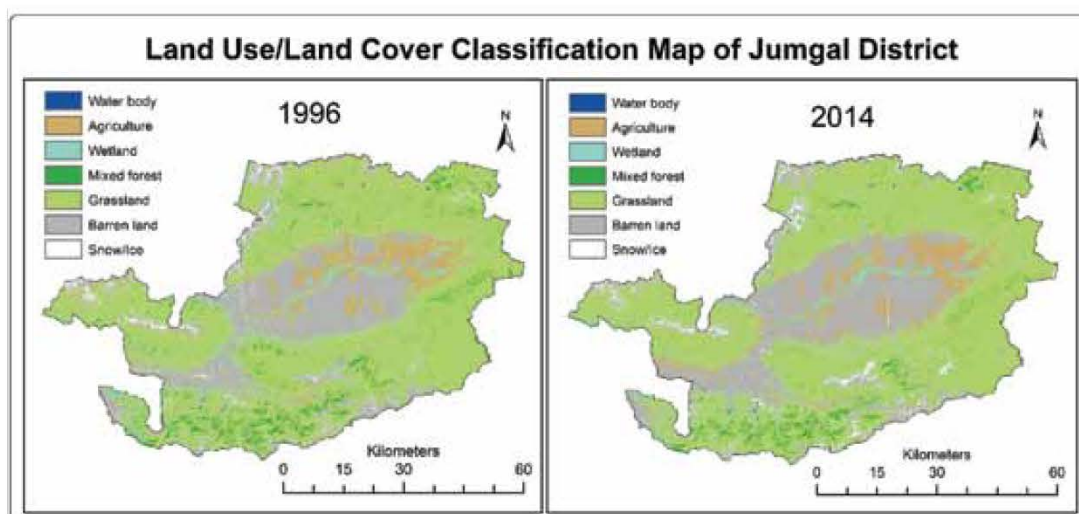 Land Use/Land Cover Classification Map of Jumgal District
1996
N
Water body
Agriculture
Wetland
Mixed forest
Grassland
Barren land
Snow/Ice
Kilometers
0 15 30 60
2014
N
Water body
Agriculture
Wetland
Mixed forest
Grassland
Barren land
Snow/Ice
Kilometers
0 15 30 60